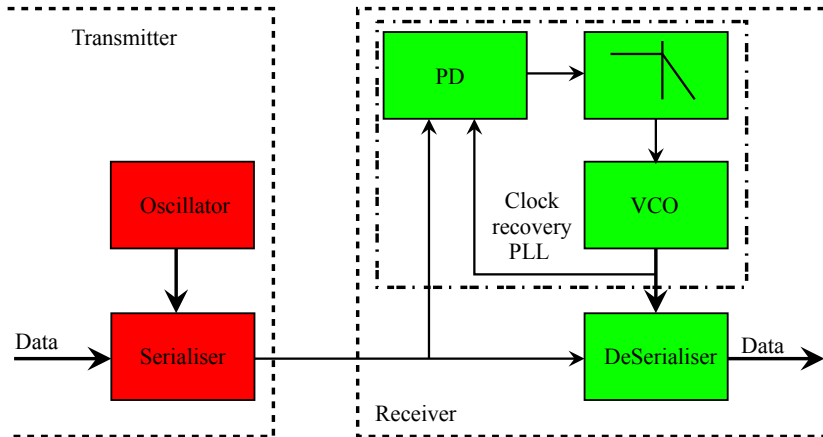 Transmitter
PD
Oscillator
Clock
recovery
PLL
VCO
Data
Serialiser
DeSerialiser
Data
Receiver